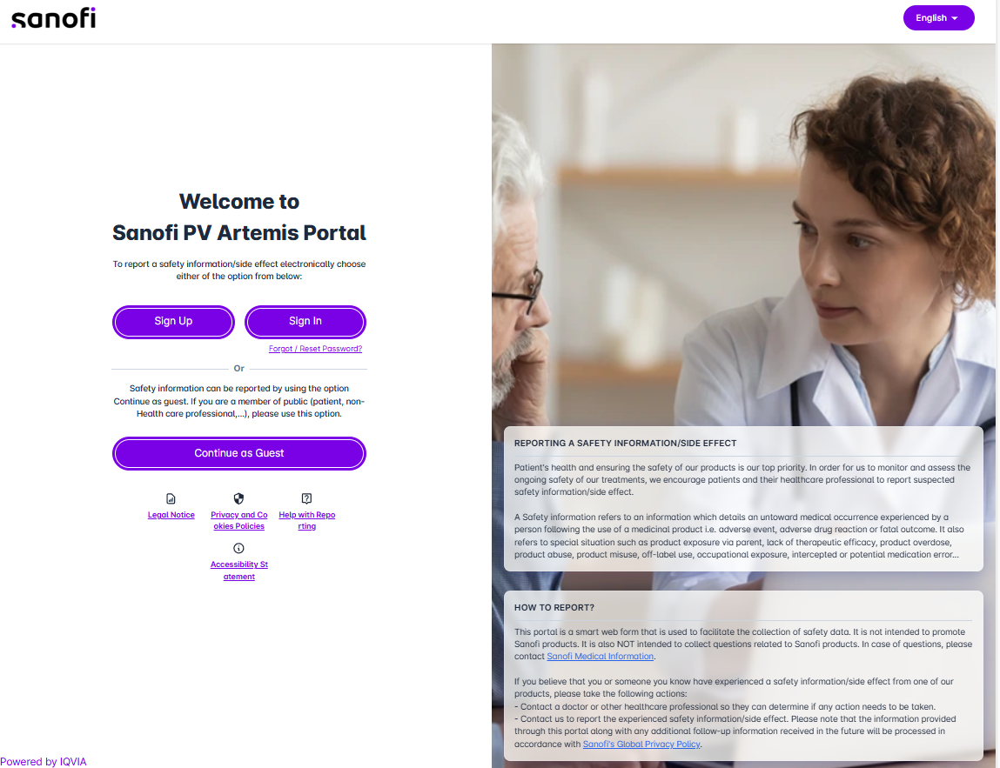 sanofi
English
Welcome to
Sanofi PV Artemis Portal
To report a safety information/side effect electronically choose
either of the option from below:
Sign Up
Sign In
Forgot / Reset Password?
Or
Safety information can be reported by using the option
Continue as guest. If you are a member of public (patient, non-
Health care professional,...), please use this option.
Continue as Guest
Legal Notice
Privacy and Co
okies Policies
Help with Repo
rting
Accessibility St
atement
Powered by IQVIA
REPORTING A SAFETY INFORMATION/SIDE EFFECT
Patient's health and ensuring the safety of our products is our top priority. In order for us to monitor and assess the
ongoing safety of our treatments, we encourage patients and their healthcare professional to report suspected
safety information/side effect.
A Safety information refers to an information which details an untoward medical occurrence experienced by a
person following the use of a medicinal product i.e. adverse event, adverse drug reaction or fatal outcome. It also
refers to special situation such as product exposure via parent, lack of therapeutic efficacy, product overdose,
product abuse, product misuse, off-label use, occupational exposure, intercepted or potential medication error...
HOW TO REPORT?
This portal is a smart web form that is used to facilitate the collection of safety data. It is not intended to promote
Sanofi products. It is also NOT intended to collect questions related to Sanofi products. In case of questions, please
contact Sanofi Medical Information.
If you believe that you or someone you know have experienced a safety information/side effect from one of our
products, please take the following actions:
- Contact a doctor or other healthcare professional so they can determine if any action needs to be taken.
- Contact us to report the experienced safety information/side effect. Please note that the information provided
through this portal along with any additional follow-up information received in the future will be processed in
accordance with Sanofi's Global Privacy Policy.